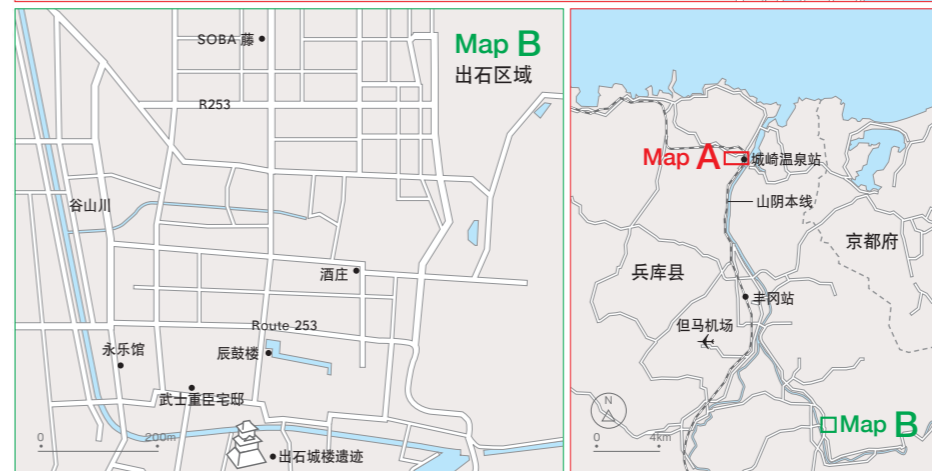 Map B
出石区域
SOBA 藤
R253
谷山川
酒庄
Route 253
永乐馆
辰鼓楼
武士重臣宅邸
0
200m
出石城楼遗迹
Map A
城崎温泉站
山阴本线
京都府
兵库县
丰冈站
但马机场
N
0
4km
Map B